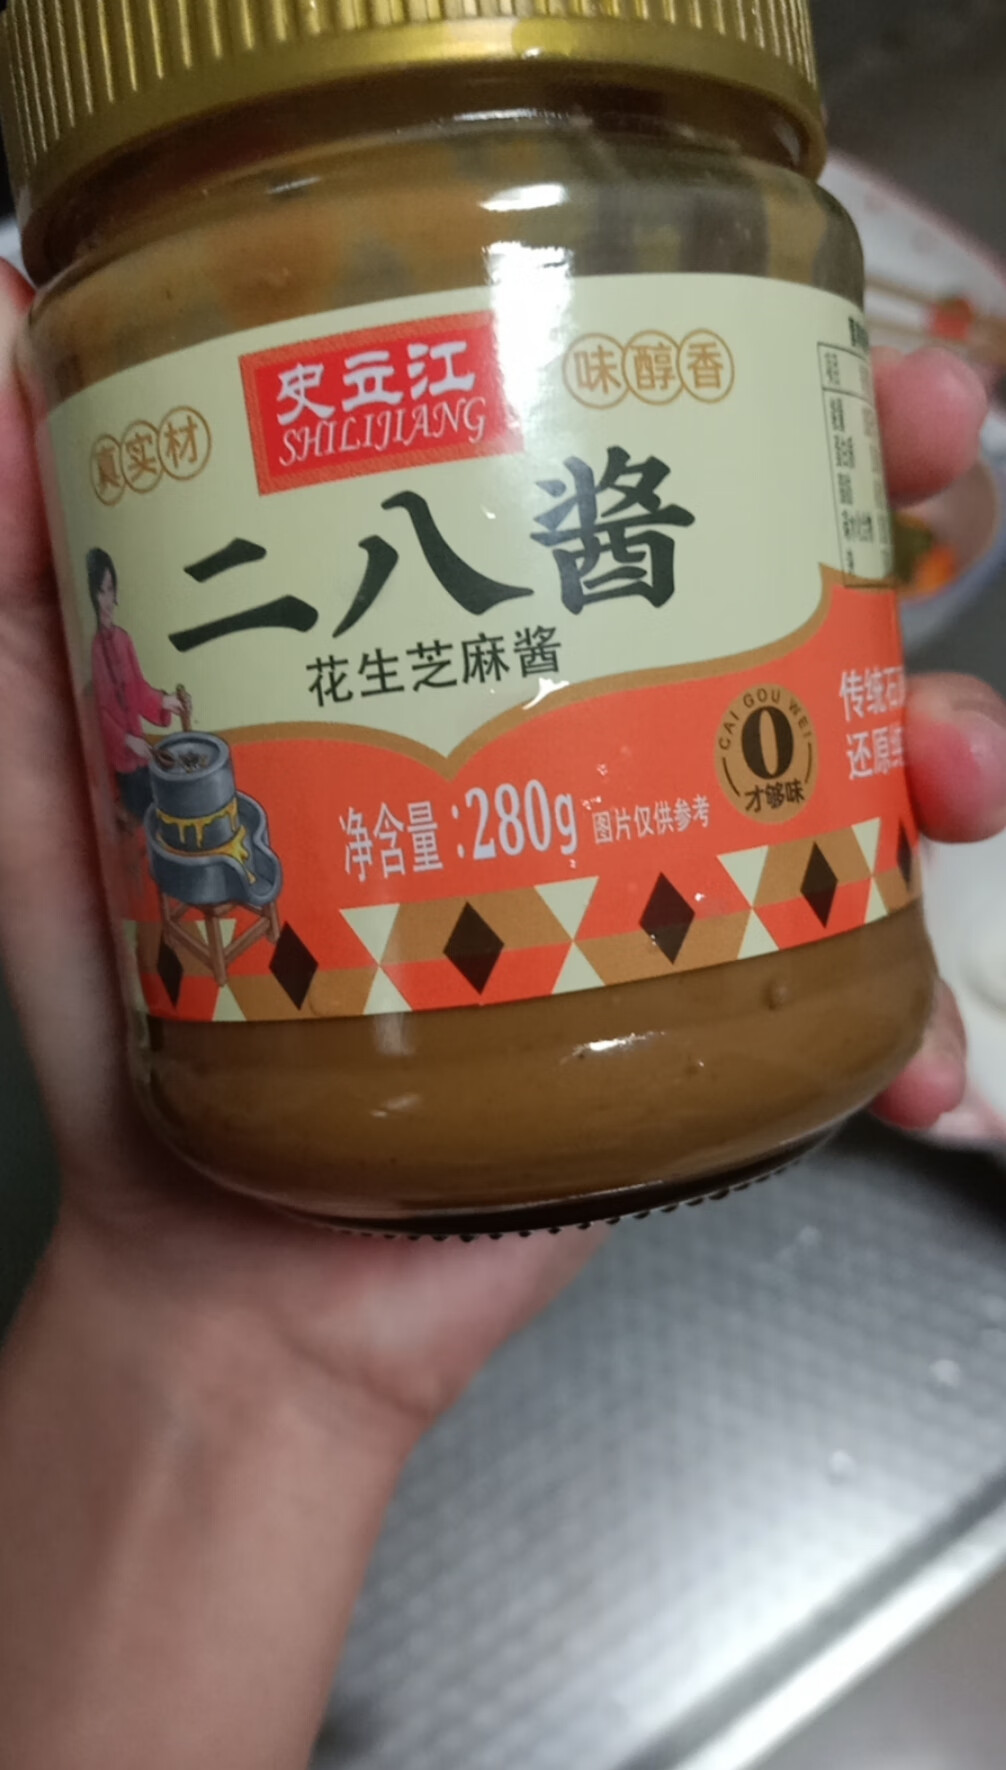 史立江
SHILIJIANG
味醇香
真实材
二八酱
花生芝麻酱
CAI GOU WEI
0
才够味
传统石
还原
净含量:280g
图片仅供参考